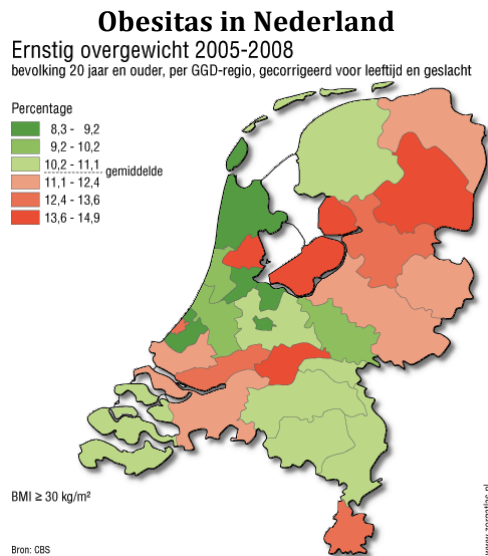 Obesitas in Nederland
Ernstig overgewicht 2005-2008
bevolking 20 jaar en ouder, per GGD-regio, gecorrigeerd voor leeftijd en geslacht
Percentage
8,3 - 9,2
9,2 - 10,2
10,2 - 11,1
gemiddelde
11,1 - 12,4
12,4 - 13,6
13,6 - 14,9
BMI ≥ 30 kg/m²
Bron: CBS